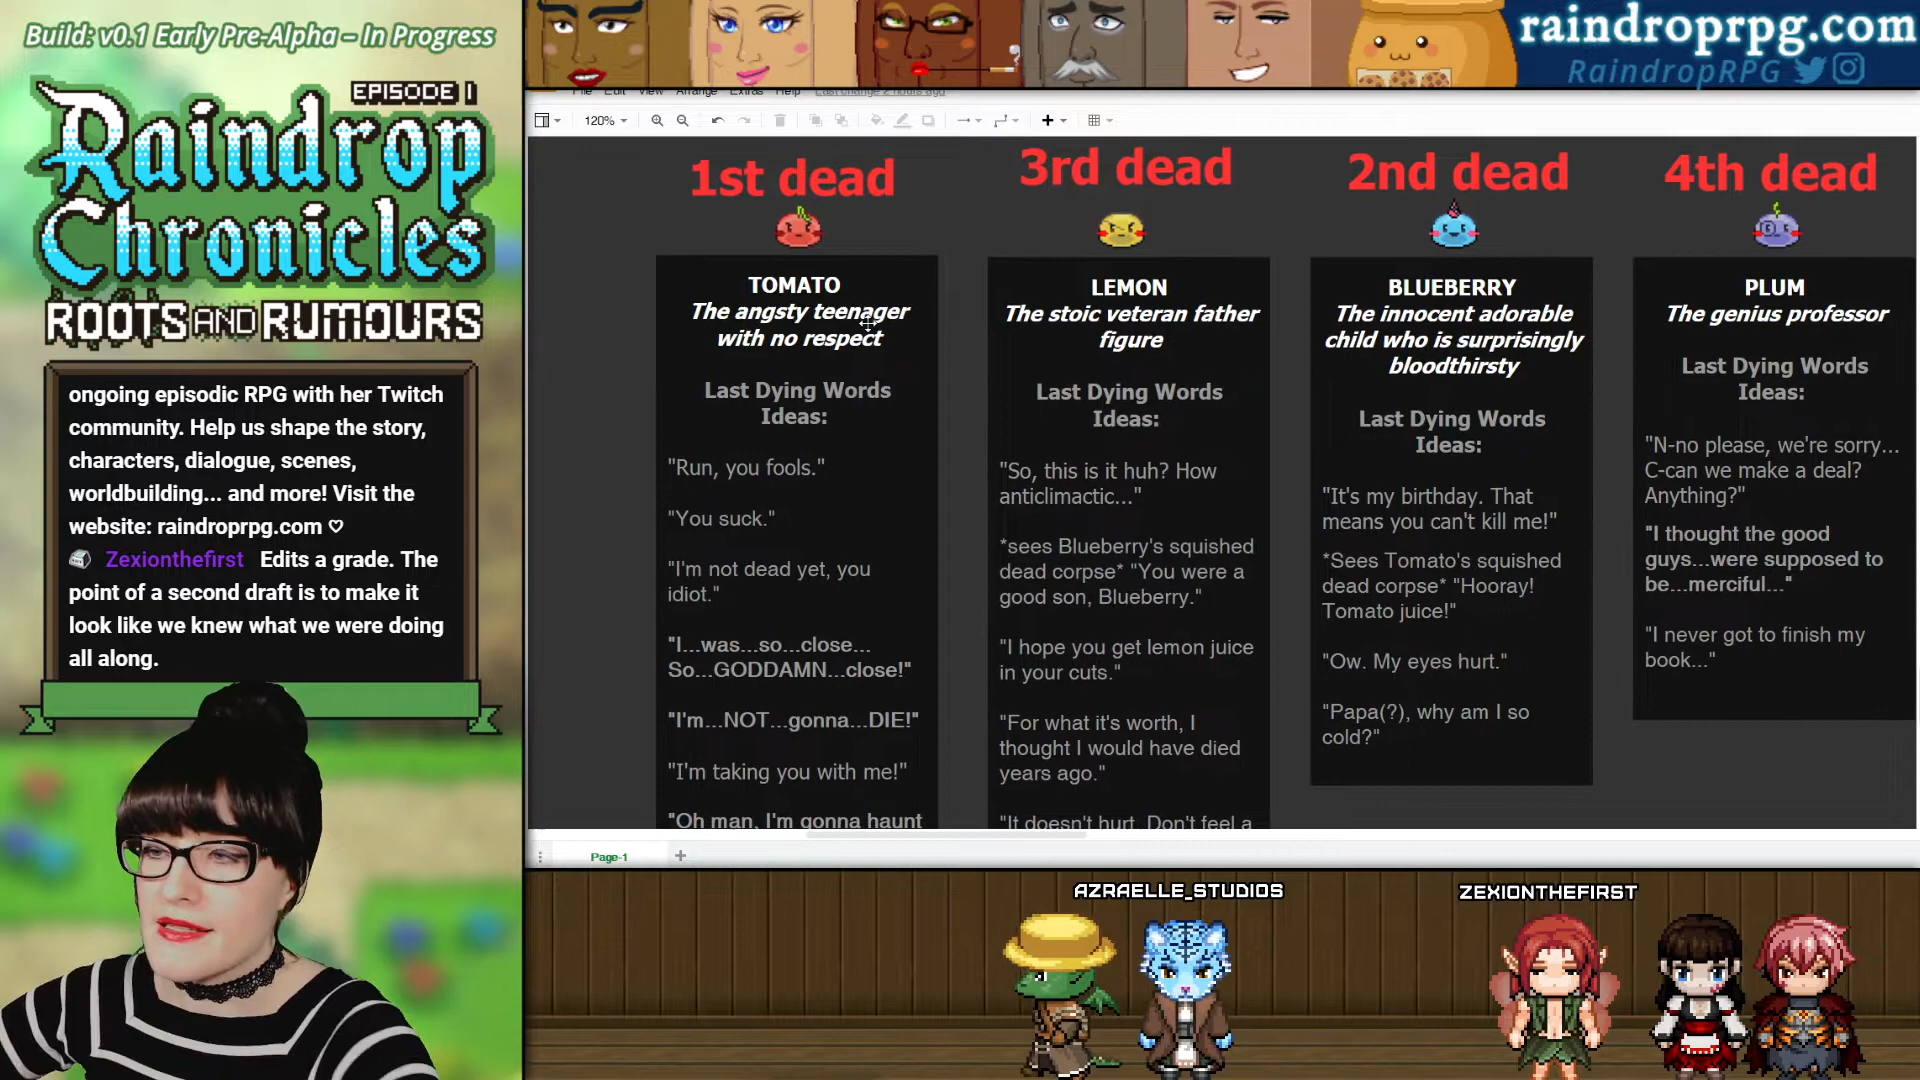 Build: v0.1 Early Pre-Alpha – In Progress
EPISODE I
Raindrop
Chronicles
ROOTS AND RUMOURS
ongoing episodic RPG with her Twitch
community. Help us shape the story,
characters, dialogue, scenes,
worldbuilding... and more! Visit the
website: raindroprpg.com ♡
Zexionthefirst Edits a grade. The
point of a second draft is to make it
look like we knew what we were doing
all along.
raindroprpg.com
RaindropRPG
File Edit View Arrange Extras Help Last change 2 hours ago
120%
1st dead
TOMATO
The angsty teenager
with no respect
Last Dying Words
Ideas:
"Run, you fools."
"You suck."
"I'm not dead yet, you
idiot."
"I...was...so...close...
So...GODDAMN...close!"
"I'm...NOT...gonna...DIE!"
"I'm taking you with me!"
"Oh man, I'm gonna haunt
3rd dead
LEMON
The stoic veteran father
figure
Last Dying Words
Ideas:
"So, this is it huh? How
anticlimactic..."
*sees Blueberry's squished
dead corpse* "You were a
good son, Blueberry."
"I hope you get lemon juice
in your cuts."
"For what it's worth, I
thought I would have died
years ago."
"It doesn't hurt. Don't feel a
2nd dead
BLUEBERRY
The innocent adorable
child who is surprisingly
bloodthirsty
Last Dying Words
Ideas:
"It's my birthday. That
means you can't kill me!"
*Sees Tomato's squished
dead corpse* "Hooray!
Tomato juice!"
"Ow. My eyes hurt."
"Papa(?), why am I so
cold?"
4th dead
PLUM
The genius professor
Last Dying Words
Ideas:
"N-no please, we're sorry...
C-can we make a deal?
Anything?"
"I thought the good
guys...were supposed to
be...merciful..."
"I never got to finish my
book..."
Page-1
AZRAELLE_STUDIOS
ZEXIONTHEFIRST